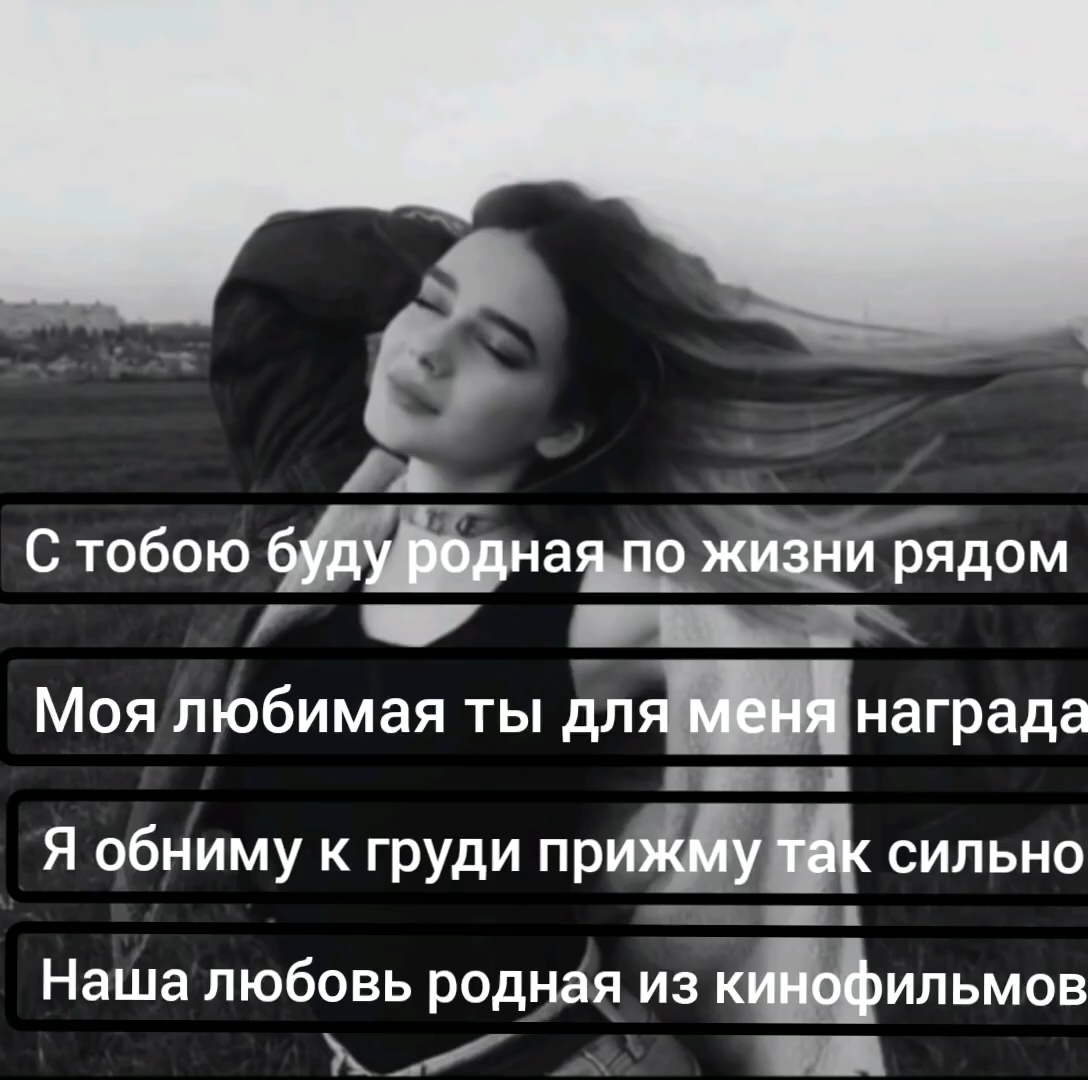 С тобою буду родная по жизни рядом
Моя любимая ты для меня награда
Я обниму к груди прижму так сильно
Наша любовь родная из кинофильмов